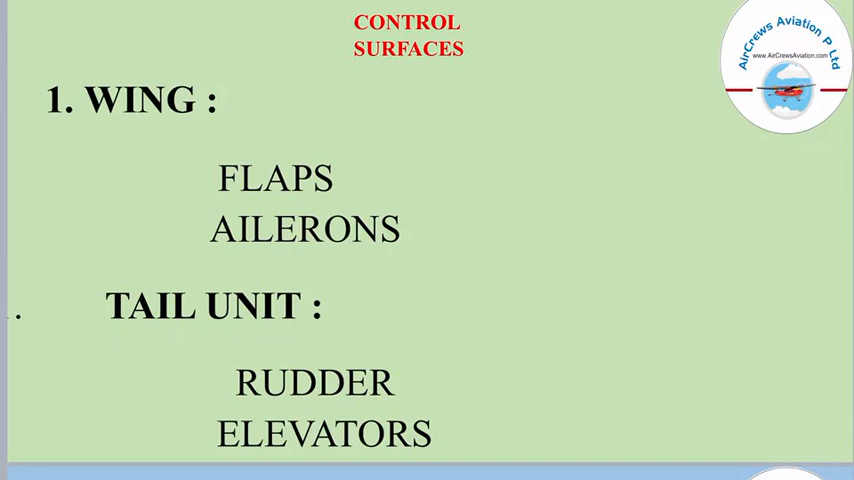 CONTROL
SURFACES
AirCrews Aviation P Ltd
www.AirCrewsAviation.com
1. WING :
FLAPS
AILERONS
. TAIL UNIT :
RUDDER
ELEVATORS